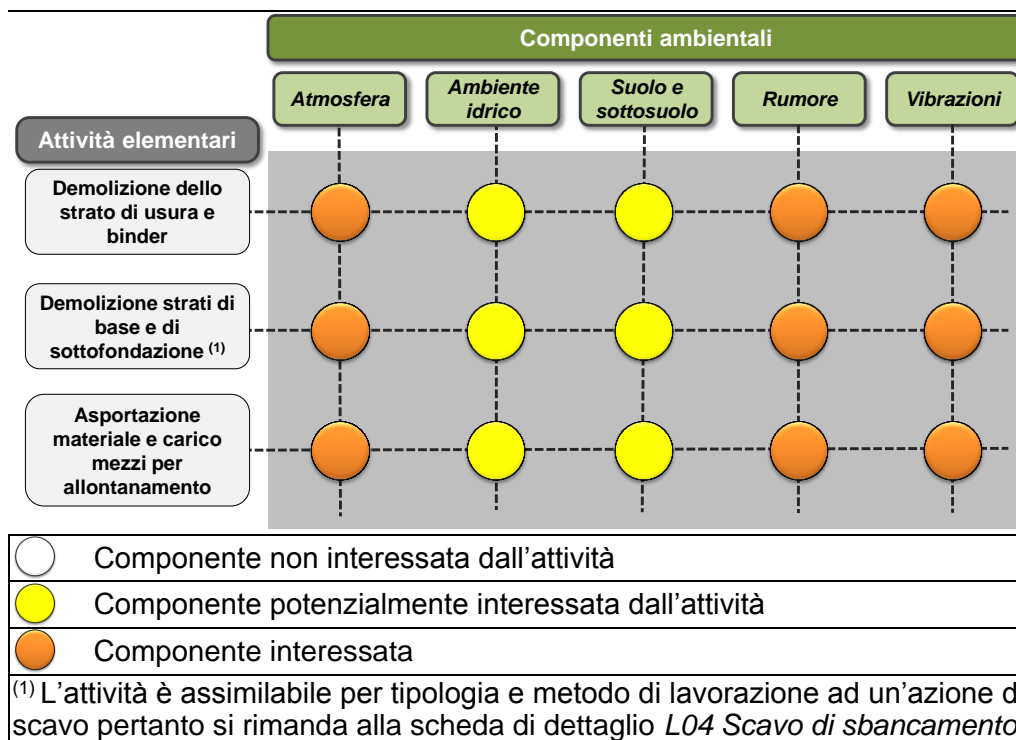 Componenti ambientali
Atmosfera
Ambiente
idrico
Suolo e
sottosuolo
Rumore
Vibrazioni
Attività elementari
Demolizione dello
strato di usura e
binder
Demolizione strati di
base e di
sottofondazione (1)
Asportazione
materiale e carico
mezzi per
allontanamento
Componente non interessata dall'attività
Componente potenzialmente interessata dall'attività
Componente interessata
(1) L'attività è assimilabile per tipologia e metodo di lavorazione ad un'azione d
scavo pertanto si rimanda alla scheda di dettaglio L04 Scavo di sbancamento